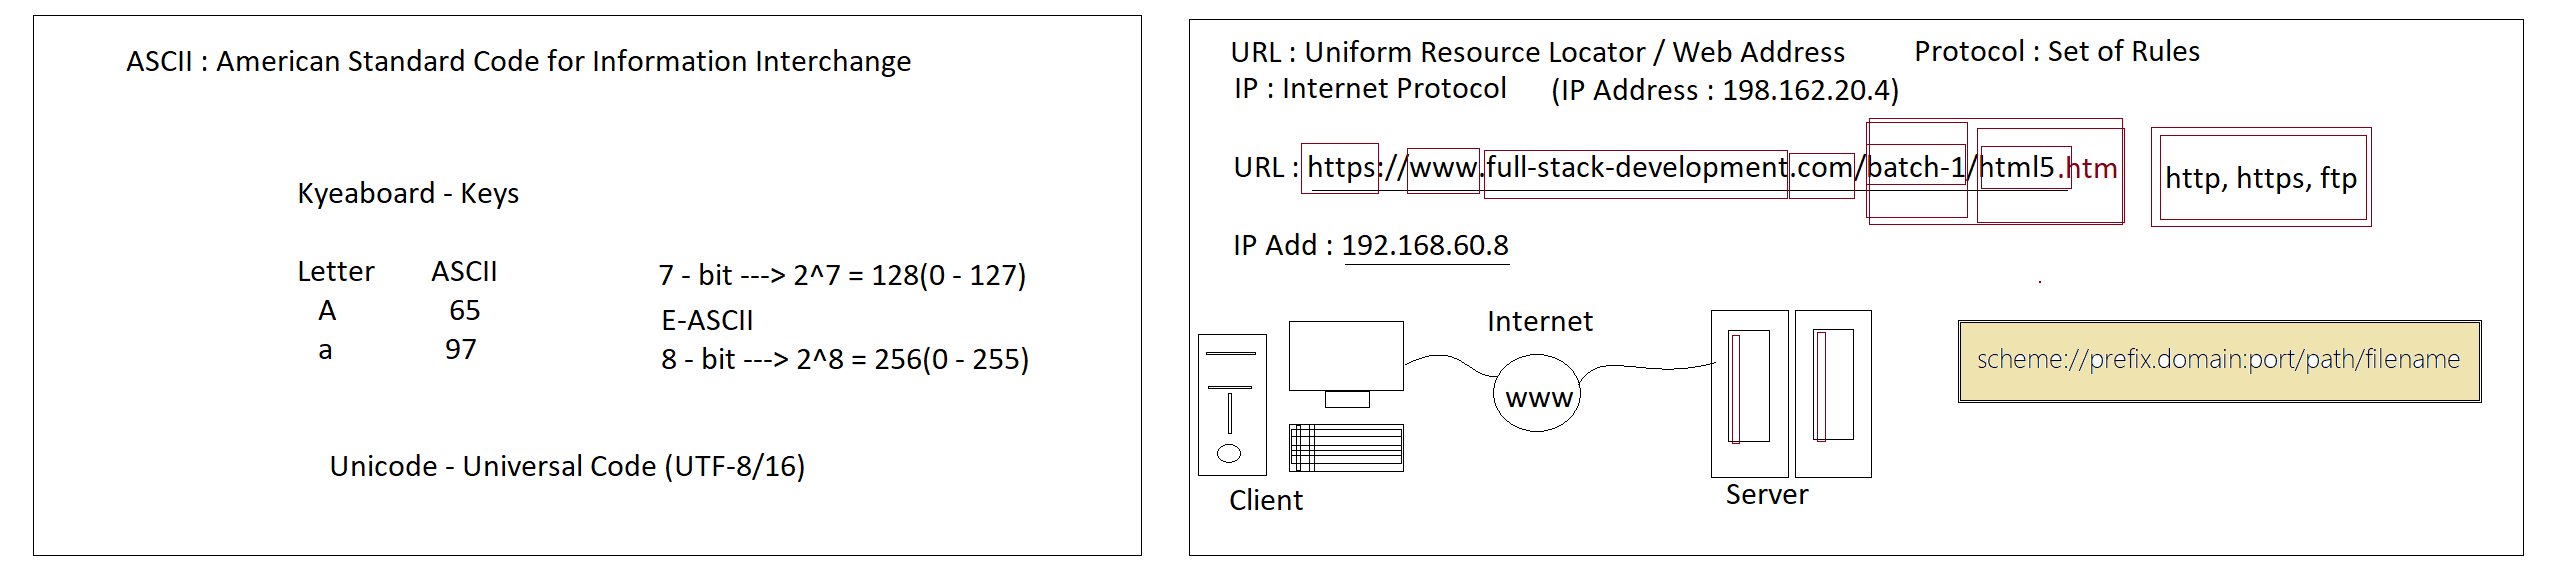 ASCII : American Standard Code for Information Interchange
Kyeaboard - Keys
Letter ASCII
A 65
a 97
7 - bit ---> 2^7 = 128(0 - 127)
E-ASCII
8 - bit ---> 2^8 = 256(0 - 255)
Unicode - Universal Code (UTF-8/16)
URL : Uniform Resource Locator / Web Address
Protocol : Set of Rules
IP : Internet Protocol (IP Address : 198.162.20.4)
URL : https://www.full-stack-development.com/batch-1/html5.htm
http, https, ftp
IP Add : 192.168.60.8
Internet
www
Client
Server
scheme://prefix.domain:port/path/filename